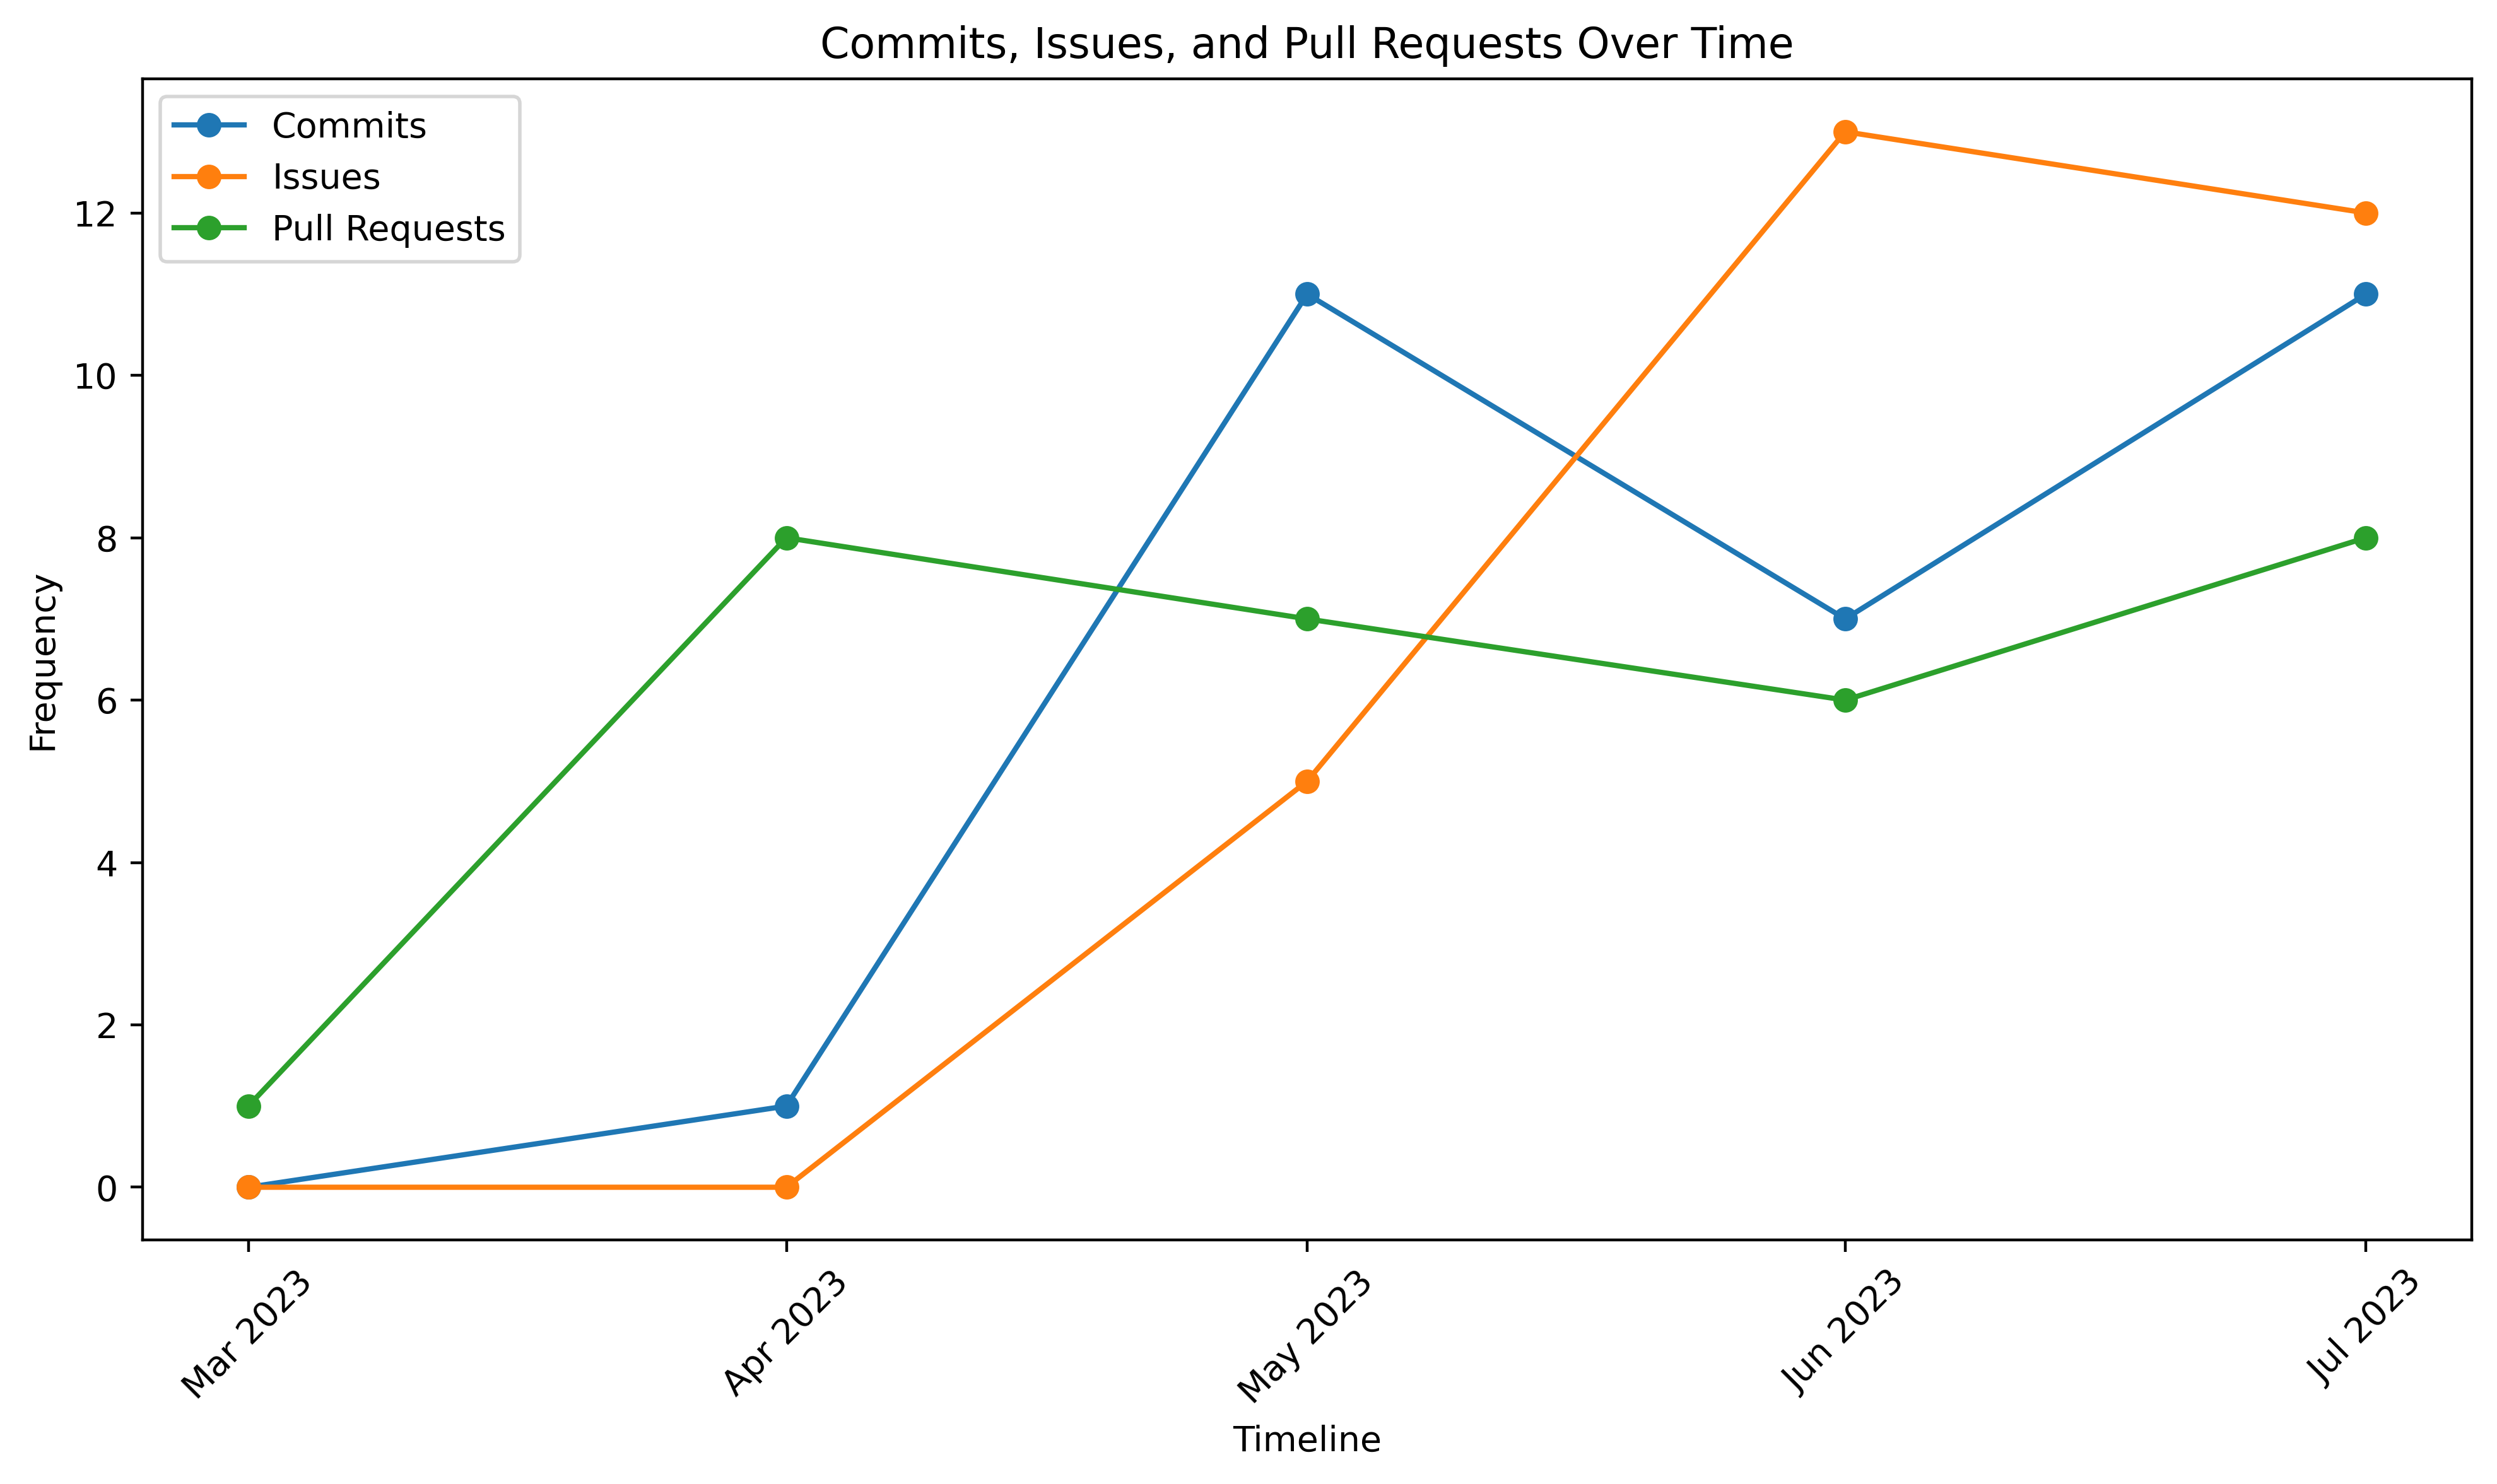 Commits, Issues, and Pull Requests Over Time
Commits
Issues
Pull Requests
12
10
8
6
4
2
0
Frequency
Mar 2023
Apr 2023
May 2023
Jun 2023
Jul 2023
Timeline